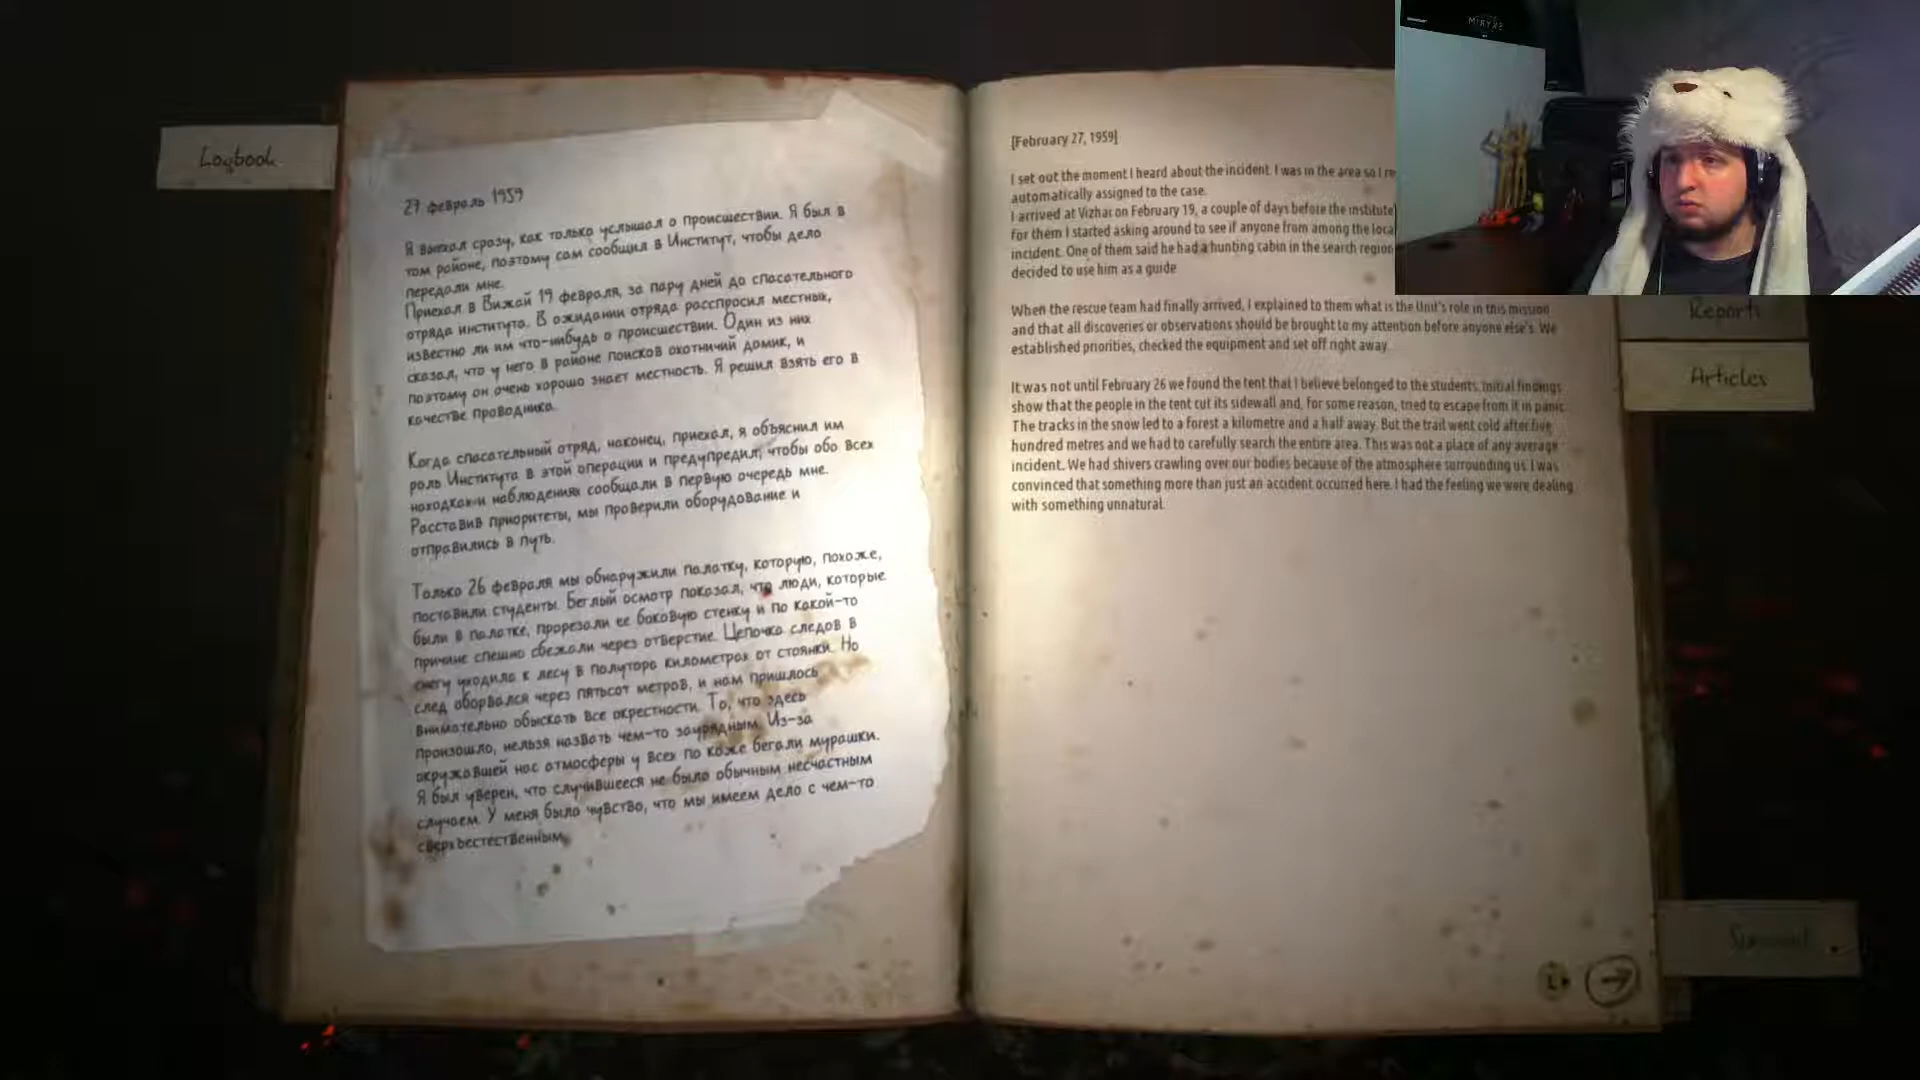 Logbook
27 февраль 1959
Я выехал сразу, как только услышал о происшествии. Я был в
том районе, поэтому сам сообщил в Институт, чтобы дело
передали мне.
Приехал в Вижай 19 февраля, за пару дней до спасательного
отряда института. В ожидании отряда расспросил местных,
известно ли им что-нибудь о происшествии. Один из них
сказал, что у него в районе поисков охотничий домик, и
поэтому он очень хорошо знает местность. Я решил взять его в
качестве проводника.
Когда спасательный отряд, наконец, приехал, я объяснил им
роль Института в этой операции и предупредил, чтобы обо всех
находках и наблюдениях сообщали в первую очередь мне.
Расставив приоритеты, мы проверили оборудование и
отправились в путь.
Только 26 февраля мы обнаружили палатку, которую, похоже,
поставили студенты. Беглый осмотр показал, что люди, которые
были в палатке, прорезали ее боковую стенку и по какой-то
причине спешно сбежали через отверстие. Цепочка следов в
снегу уходила к лесу в полутора километрах от стоянки. Но
след оборвался через пятьсот метров, и нам пришлось
внимательно обыскать все окрестности. То, что здесь
произошло, нельзя назвать чем-то заурядным. Из-за
окружавшей нас атмосферы у всех по коже бегали мурашки.
Я был уверен, что случившееся не было обычным несчастным
случаем. У меня было чувство, что мы имеем дело с чем-то
сверхъестественным.
[February 27, 1959]
I set out the moment I heard about the incident. I was in the area so I
automatically assigned to the case.
I arrived at Vizhai on February 19, a couple of days before the institute
for them I started asking around to see if anyone from among the
incident. One of them said he had a hunting cabin in the search region
decided to use him as a guide
When the rescue team had finally arrived, I explained to them what is the Unit's role in this mission
and that all discoveries or observations should be brought to my attention before anyone else's. We
established priorities, checked the equipment and set off right away.
It was not until February 26 we found the tent that I believe belonged to the students. Initial findings
show that the people in the tent cut its sidewall and, for some reason, tried to escape from it in panic.
The tracks in the snow led to a forest a kilometre and a half away. But the trail went cold after five
hundred metres and we had to carefully search the entire area. This was not a place of any average
incident. We had shivers crawling over our bodies because of the atmosphere surrounding us. I was
convinced that something more than just an accident occurred here. I had the feeling we were dealing
with something unnatural.
Reports
Articles